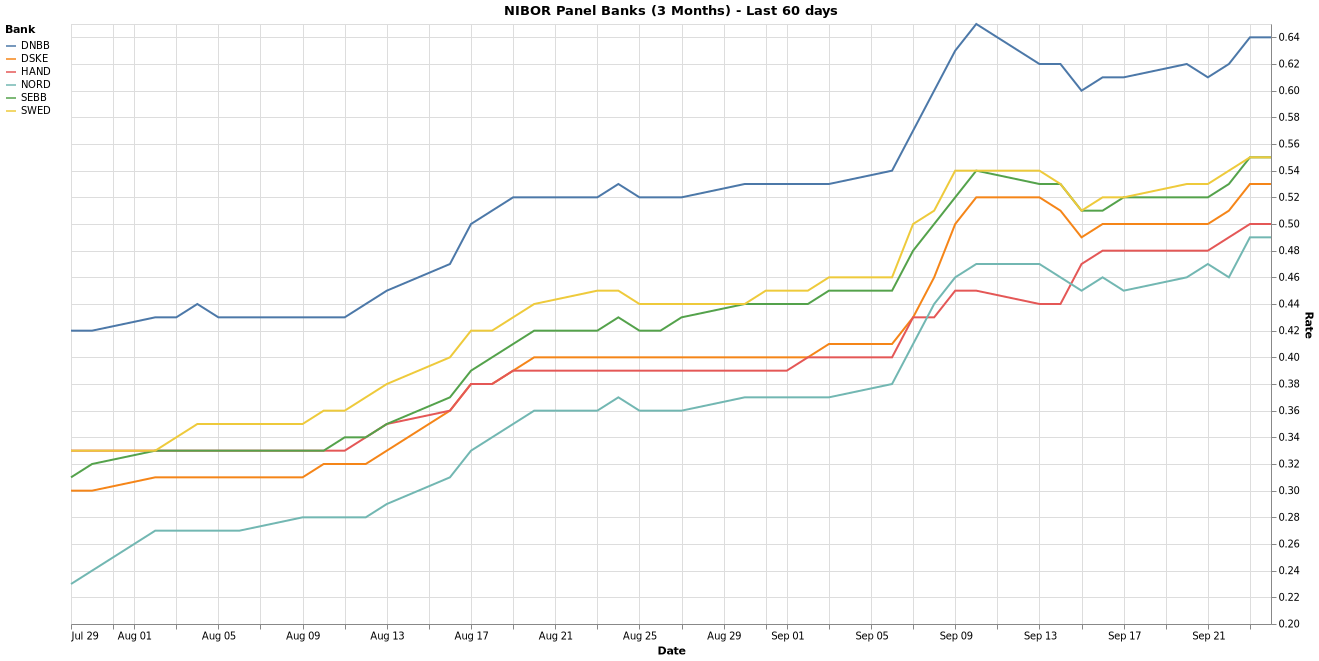 NIBOR Panel Banks (3 Months) - Last 60 days
Bank
DNBB
DSKE
HAND
NORD
SEBB
SWED
0.64
0.62
0.60
0.58
0.56
0.54
0.52
0.50
0.48
0.46
0.44
0.42
0.40
0.38
0.36
0.34
0.32
0.30
0.28
0.26
0.24
0.22
0.20
Rate
Jul 29 Aug 01 Aug 05 Aug 09 Aug 13 Aug 17 Aug 21 Aug 25 Aug 29 Sep 01 Sep 05 Sep 09 Sep 13 Sep 17 Sep 21
Date